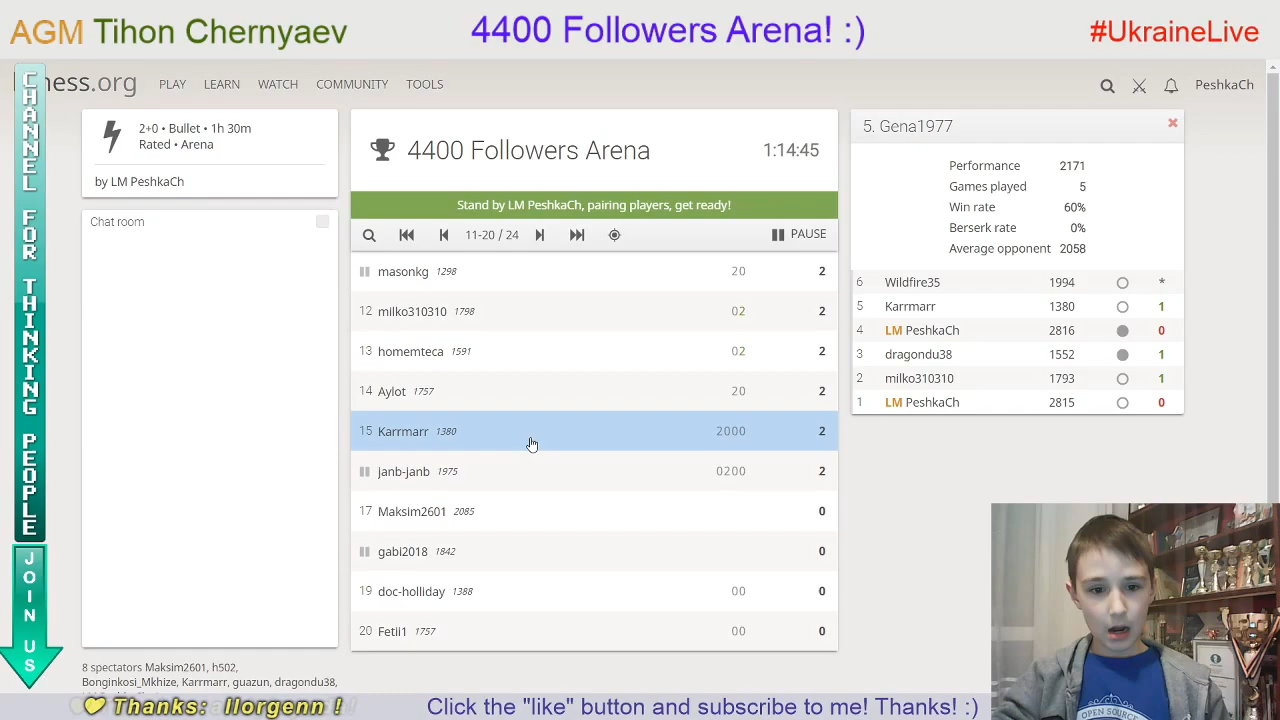 AGM Tihon Chernyaev
4400 Followers Arena! :)
#UkraineLive
CHANNEL FOR THINKING PEOPLE
JOIN US
ness.org
PLAY LEARN WATCH COMMUNITY TOOLS
PeshkaCh
2+0 • Bullet • 1h 30m
Rated • Arena
by LM PeshkaCh
Chat room
8 spectators Maksim2601, h502,
Bonginkosi_Mkhize, Karrmarr, guazun, dragondu38,
4400 Followers Arena 1:14:45
Stand by LM PeshkaCh, pairing players, get ready!
11-20 / 24 PAUSE
masonkg 1298 20 2
12 milko310310 1798 02 2
13 homemteca 1591 02 2
14 Aylot 1757 20 2
15 Karrmarr 1380 2000 2
janb-janb 1975 0200 2
17 Maksim2601 2085 0
gabi2018 1842 0
19 doc-holliday 1388 00 0
20 Fetii1 1757 00 0
5. Gena1977
Performance 2171
Games played 5
Win rate 60%
Berserk rate 0%
Average opponent 2058
6 Wildfire35 1994 *
5 Karrmarr 1380 1
4 LM PeshkaCh 2816 0
3 dragondu38 1552 1
2 milko310310 1793 1
1 LM PeshkaCh 2815 0
OPEN SOURCE
Thanks: llorgenn !
Click the "like" button and subscribe to me! Thanks! :)